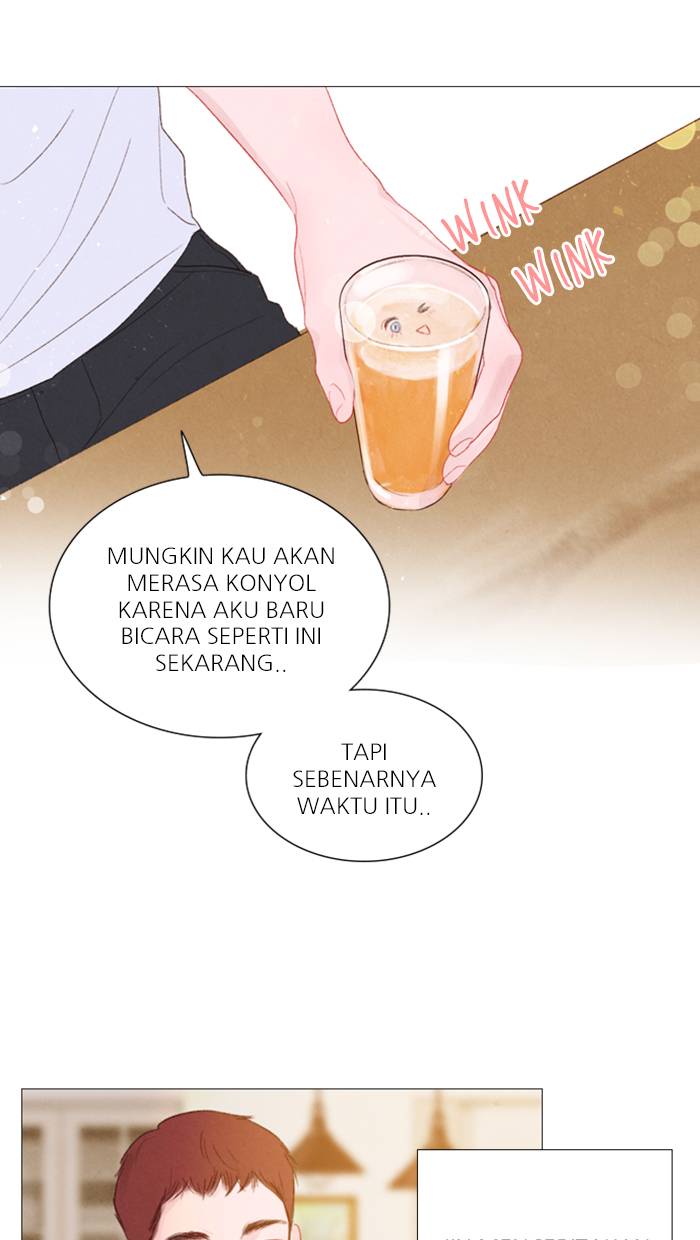 WINK
WINK
MUNGKIN KAU AKAN
MERASA KONYOL
KARENA AKU BARU
BICARA SEPERTI INI
SEKARANG..
TAPI
SEBENARNYA
WAKTU ITU..